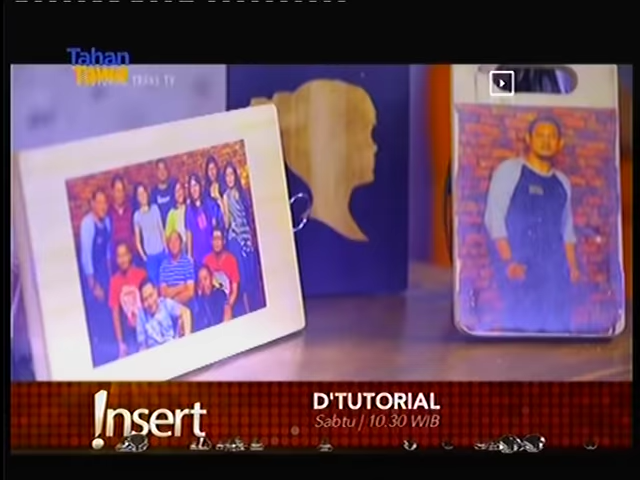 Tahan
Tawa
TRANS TV
!nsert
D'TUTORIAL
Sabtu | 10.30 WIB